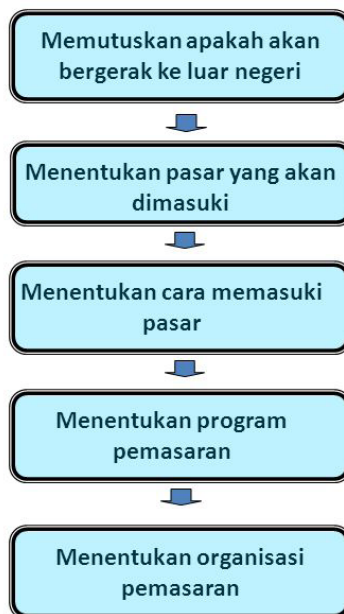 Memutuskan apakah akan
bergerak ke luar negeri
Menentukan pasar yang akan
dimasuki
Menentukan cara memasuki
pasar
Menentukan program
pemasaran
Menentukan organisasi
pemasaran